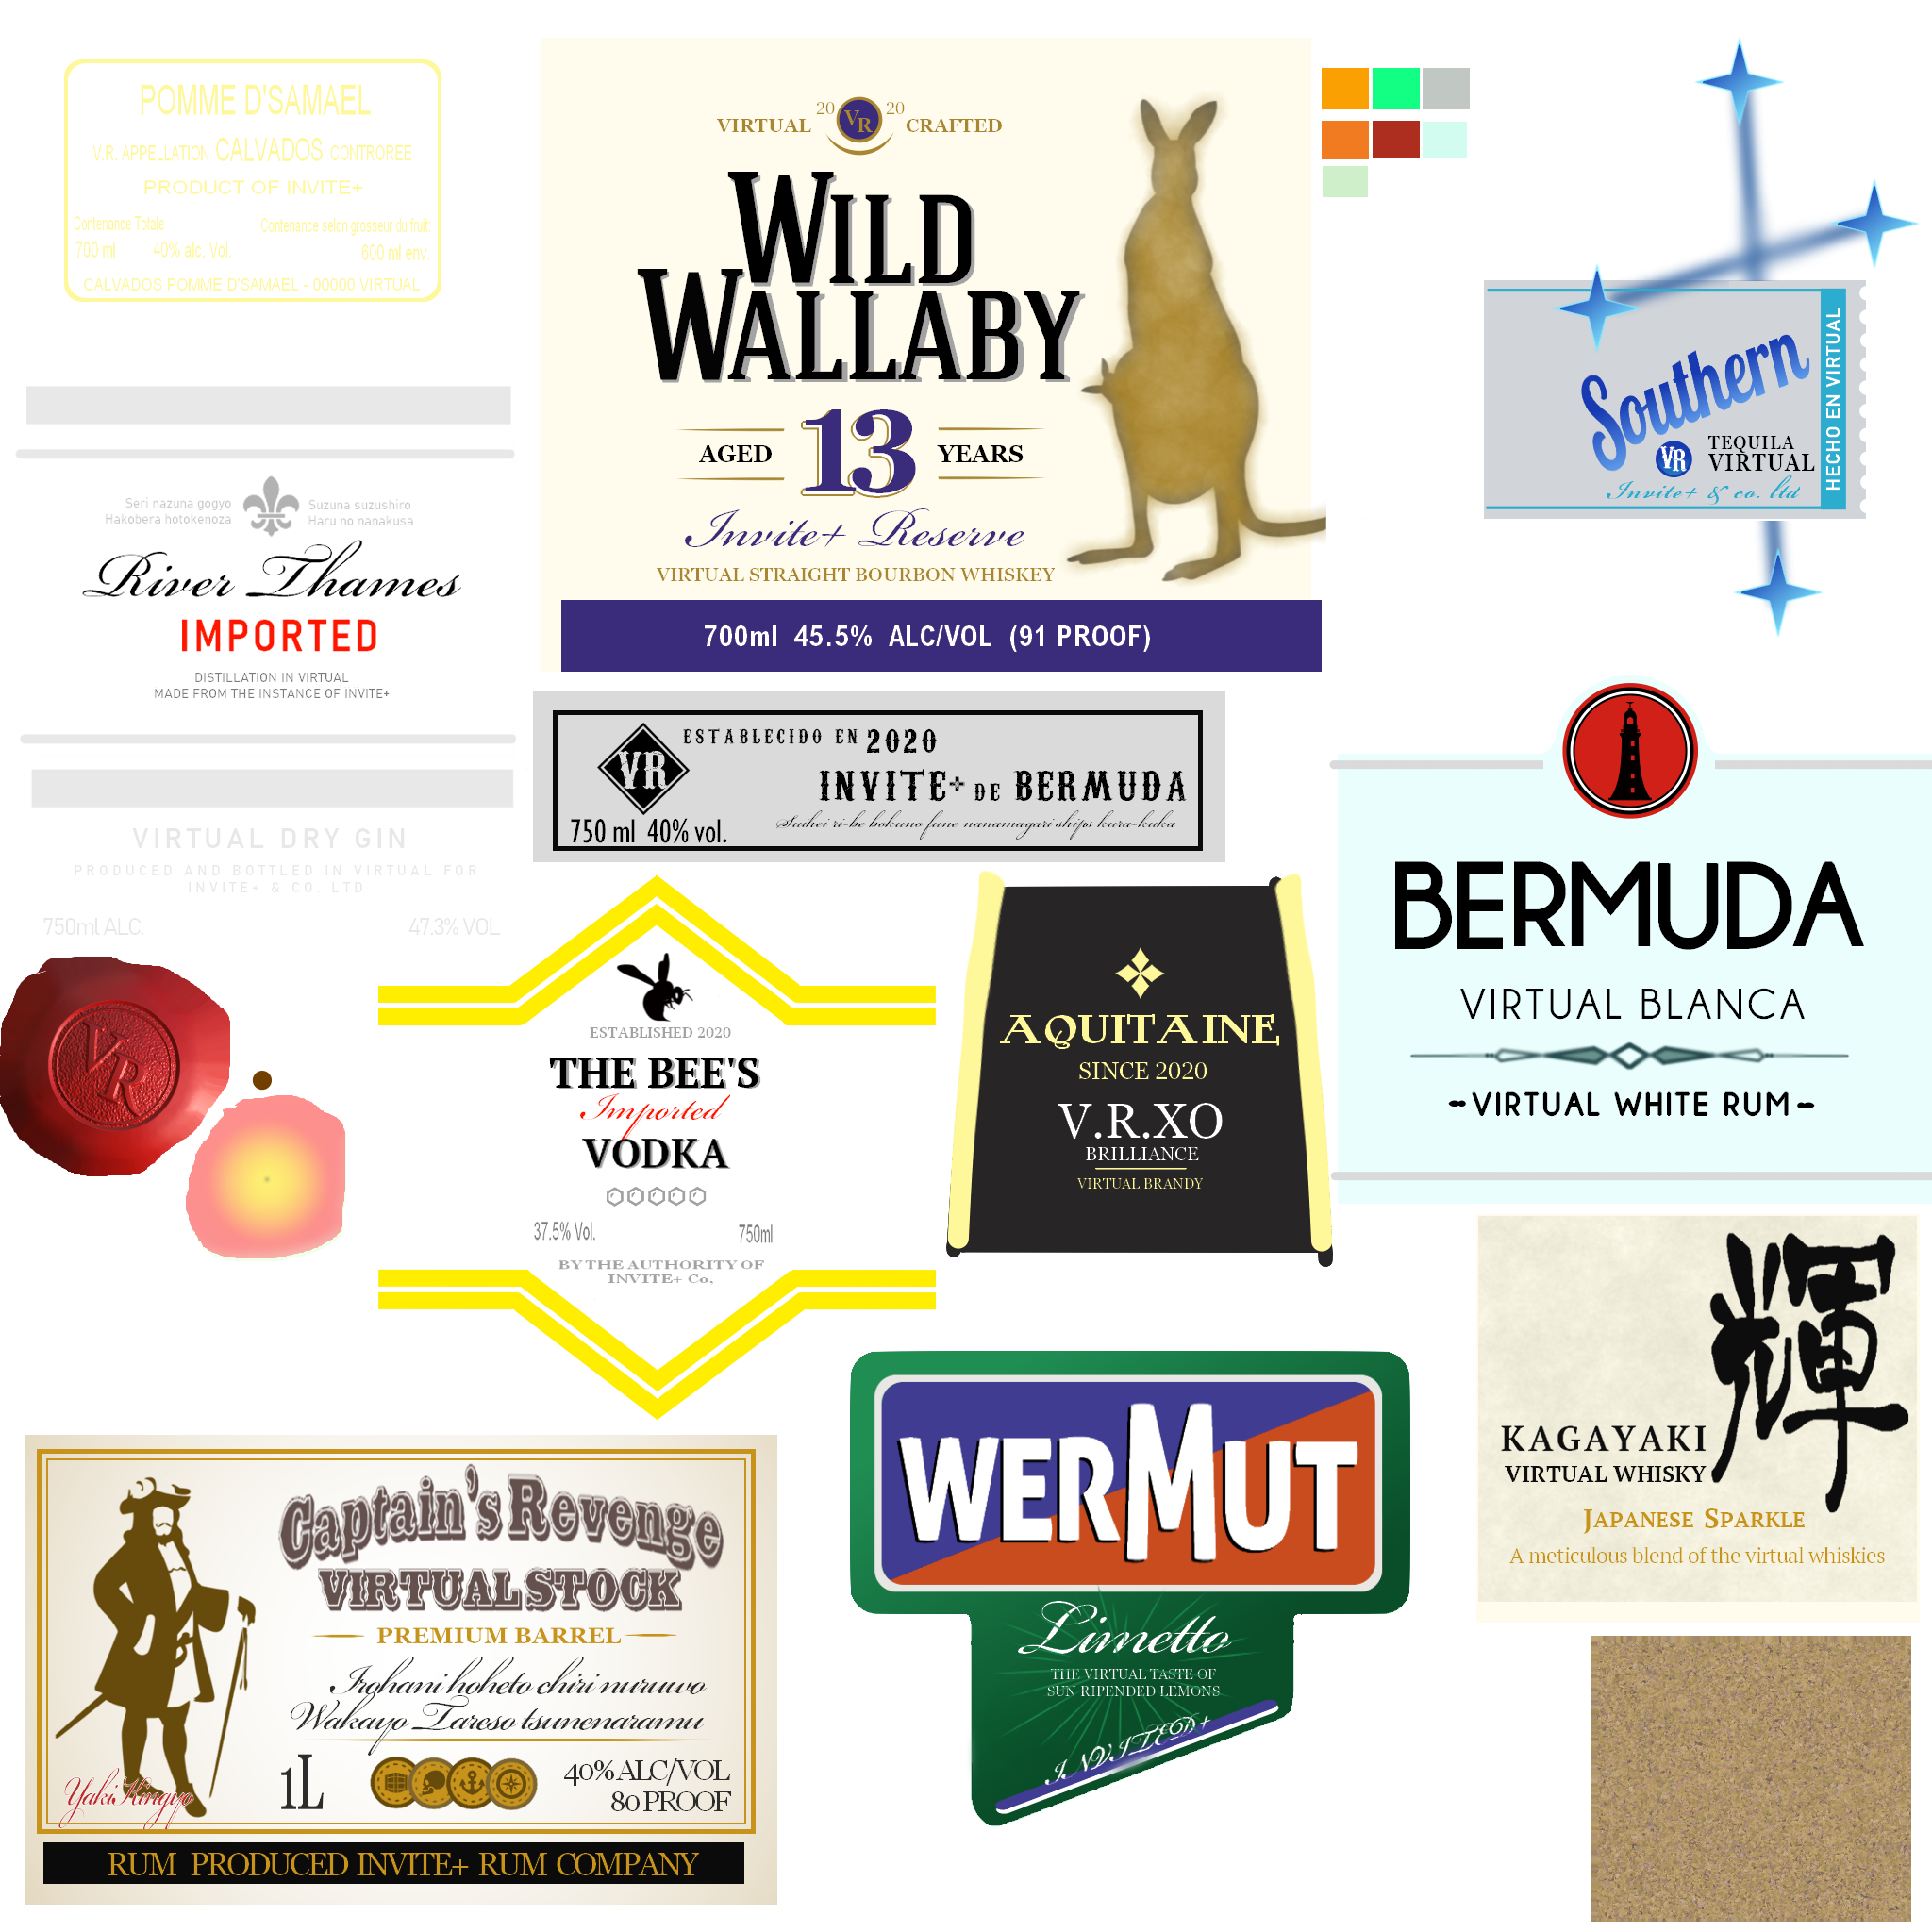 POMME D'SAMAEL
V.R. APPELLATION CALVADOS CONTROREE
PRODUCT OF INVITE+
Contenance Totale Contenance selon grosseur du fruit:
700 ml 40% alc. Vol. 600 ml env.
CALVADOS POMME D'SAMAEL - 00000 VIRTUAL
VIRTUAL 20 VR 20 CRAFTED
WILD
WALLABY
AGED 13 YEARS
Invite+ Reserve
VIRTUAL STRAIGHT BOURBON WHISKEY
700ml 45.5% ALC/VOL (91 PROOF)
Southern
VR TEQUILA
VIRTUAL
Invite+ & co. ltd
HECHO EN VIRTUAL
Seri nazuna gogyo
Hakobera hotokenoza
Suzuna suzushiro
Haru no nanakusa
River Thames
IMPORTED
DISTILLATION IN VIRTUAL
MADE FROM THE INSTANCE OF INVITE+
VIRTUAL DRY GIN
PRODUCED AND BOTTLED IN VIRTUAL FOR
INVITE+ & CO. LTD
750ml ALC. 47.3% VOL
VR ESTABLECIDO EN 2020
INVITE+ DE BERMUDA
750 ml 40% vol.
Suihei ri-be bokuno fune nanamagari ships kura-kuka
BERMUDA
VIRTUAL BLANCA
-VIRTUAL WHITE RUM-
VR
ESTABLISHED 2020
THE BEE'S
Imported
VODKA
37.5% Vol. 750ml
BY THE AUTHORITY OF
INVITE+ Co.
AQUITAINE
SINCE 2020
V.R.XO
BRILLIANCE
VIRTUAL BRANDY
輝
KAGAYAKI
VIRTUAL WHISKY
JAPANESE SPARKLE
A meticulous blend of the virtual whiskies
WERMUT
Limetto
THE VIRTUAL TASTE OF
SUN RIPENDED LEMONS
INVITED+
Captain's Revenge
VIRTUAL STOCK
PREMIUM BARREL
Irohani hoheto chiri nuruwo
Wakayo Tareso tsunenaramu
Yaki Kingyo
1L
40% ALC/VOL
80 PROOF
RUM PRODUCED INVITE+ RUM COMPANY